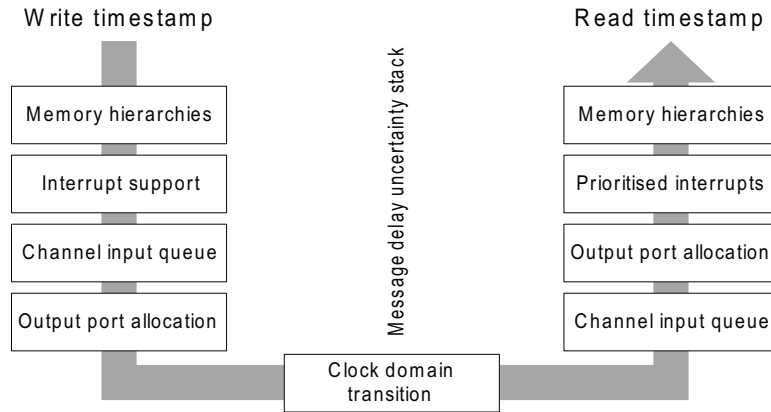 Write timestamp
Memory hierarchies
Interrupt support
Channel input queue
Output port allocation
Message delay uncertainty stack
Clock domain
transition
Read timestamp
Memory hierarchies
Prioritised interrupts
Output port allocation
Channel input queue